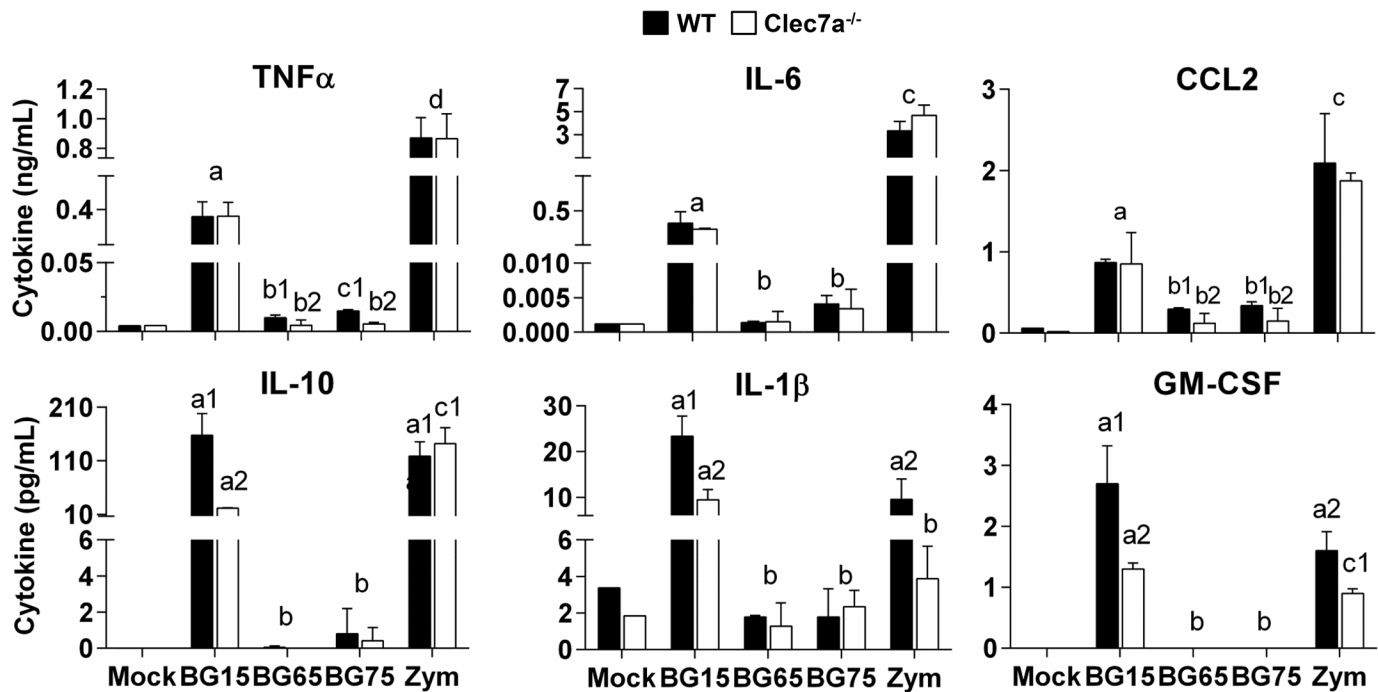 WT Clec7a-/-
TNFα
Cytokine (ng/mL)
1.2
1.0
0.8
0.4
0.05
0.00
a
b1
b2
c1
b2
d
IL-6
7
5
3
0.5
0.010
0.005
0.000
a
b
b
c
CCL2
3
2
1
0
a
b1
b2
b1
b2
c
IL-10
Cytokine (pg/mL)
210
110
10
6
4
2
0
a1
a2
b
b
a1
c1
Mock BG15 BG65 BG75 Zym
IL-1β
30
20
10
6
4
2
0
a1
a2
b
b
a2
b
Mock BG15 BG65 BG75 Zym
GM-CSF
4
3
2
1
0
a1
a2
b
b
a2
c1
Mock BG15 BG65 BG75 Zym